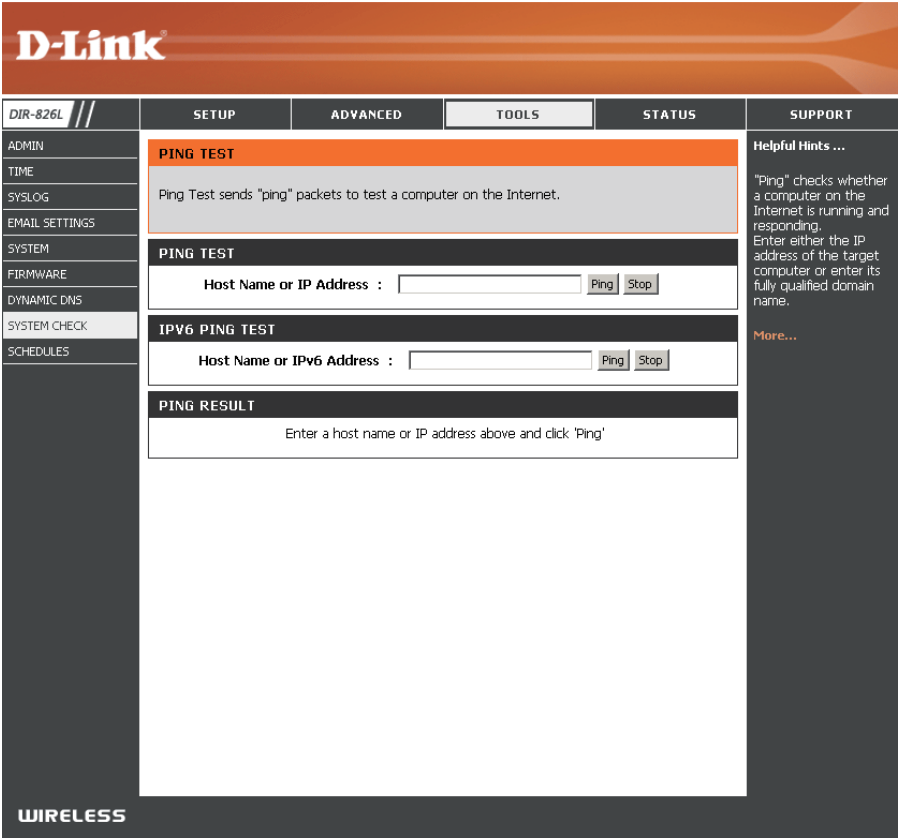 D-Link®
DIR-826L
SETUP
ADVANCED
TOOLS
STATUS
SUPPORT
ADMIN
TIME
SYSLOG
EMAIL SETTINGS
SYSTEM
FIRMWARE
DYNAMIC DNS
SYSTEM CHECK
SCHEDULES
PING TEST
Ping Test sends "ping" packets to test a computer on the Internet.
PING TEST
Host Name or IP Address : Ping Stop
IPV6 PING TEST
Host Name or IPv6 Address : Ping Stop
PING RESULT
Enter a host name or IP address above and click 'Ping'
Helpful Hints ...
"Ping" checks whether
a computer on the
Internet is running and
responding.
Enter either the IP
address of the target
computer or enter its
fully qualified domain
name.
More...
WIRELESS